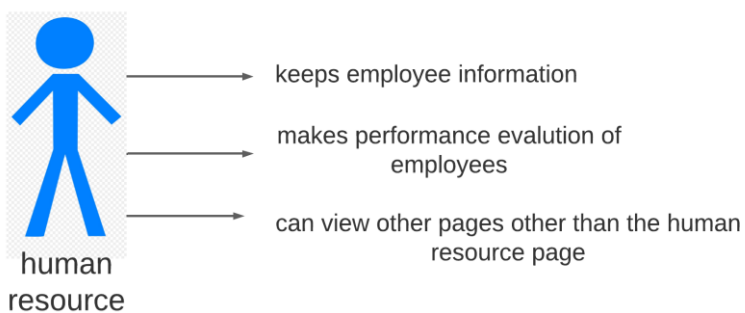 keeps employee information
makes performance evalution of
employees
can view other pages other than the human
resource page
human
resource